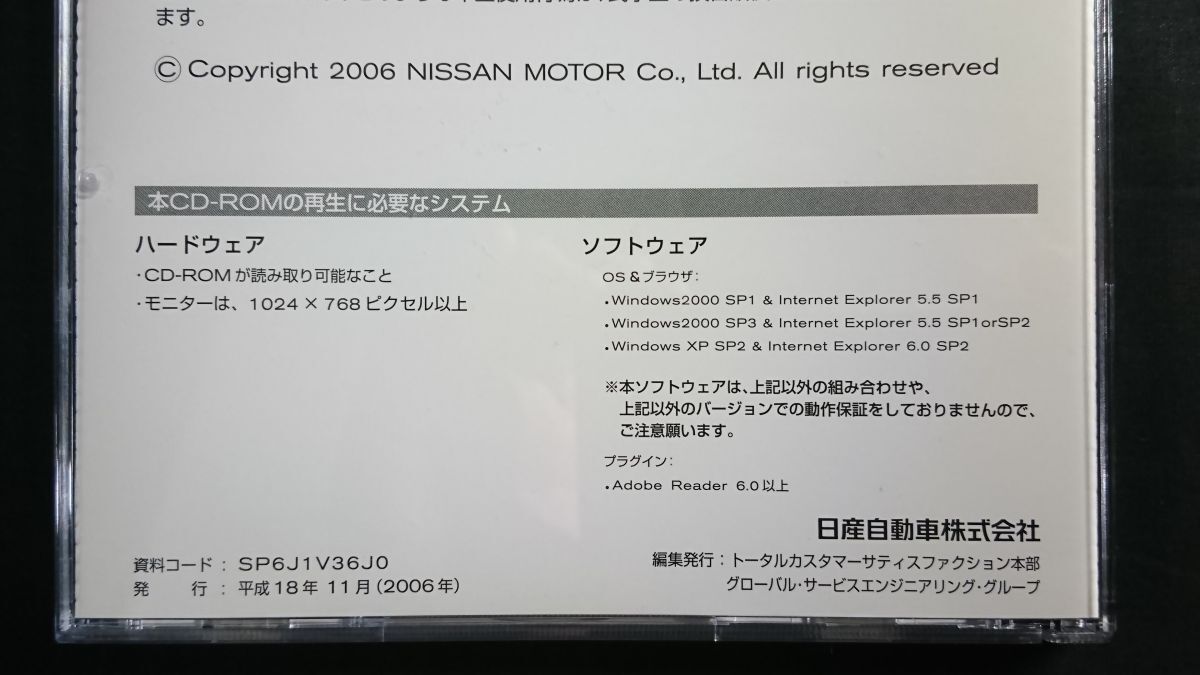 ます。
Ⓒ Copyright 2006 NISSAN MOTOR Co., Ltd. All rights reserved
本CD-ROMの再生に必要なシステム
ハードウェア
・CD-ROMが読み取り可能なこと
・モニターは、1024×768ピクセル以上
ソフトウェア
OS&ブラウザ：
・Windows2000 SP1 & Internet Explorer 5.5 SP1
・Windows2000 SP3 & Internet Explorer 5.5 SP1orSP2
・Windows XP SP2 & Internet Explorer 6.0 SP2
※本ソフトウェアは、上記以外の組み合わせや、
上記以外のバージョンでの動作保証をしておりませんので、
ご注意願います。
プラグイン：
・Adobe Reader 6.0以上
日産自動車株式会社
資料コード：SP6J1V36J0
編集発行：トータルカスタマーサティスファクション本部
発　行：平成18年 11月(2006年)
グローバル・サービスエンジニアリング・グループ